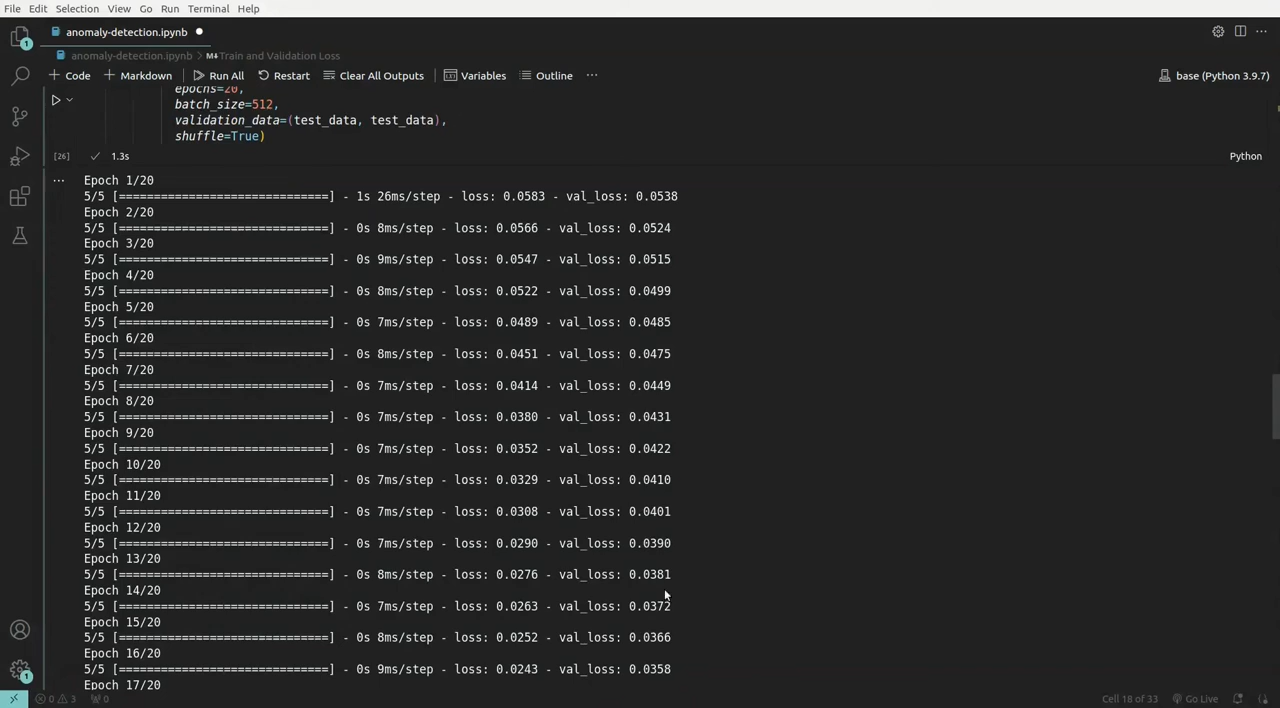 File Edit Selection View Go Run Terminal Help
anomaly-detection.ipynb
anomaly-detection.ipynb > Train and Validation Loss
+ Code + Markdown Run All Restart Clear All Outputs Variables Outline ... base (Python 3.9.7)
epochs=20,
batch_size=512,
validation_data=(test_data, test_data),
shuffle=True)
[26] ✓ 1.3s Python
... Epoch 1/20
5/5 [==============================] - 1s 26ms/step - loss: 0.0583 - val_loss: 0.0538
Epoch 2/20
5/5 [==============================] - 0s 8ms/step - loss: 0.0566 - val_loss: 0.0524
Epoch 3/20
5/5 [==============================] - 0s 9ms/step - loss: 0.0547 - val_loss: 0.0515
Epoch 4/20
5/5 [==============================] - 0s 8ms/step - loss: 0.0522 - val_loss: 0.0499
Epoch 5/20
5/5 [==============================] - 0s 7ms/step - loss: 0.0489 - val_loss: 0.0485
Epoch 6/20
5/5 [==============================] - 0s 8ms/step - loss: 0.0451 - val_loss: 0.0475
Epoch 7/20
5/5 [==============================] - 0s 7ms/step - loss: 0.0414 - val_loss: 0.0449
Epoch 8/20
5/5 [==============================] - 0s 7ms/step - loss: 0.0380 - val_loss: 0.0431
Epoch 9/20
5/5 [==============================] - 0s 7ms/step - loss: 0.0352 - val_loss: 0.0422
Epoch 10/20
5/5 [==============================] - 0s 7ms/step - loss: 0.0329 - val_loss: 0.0410
Epoch 11/20
5/5 [==============================] - 0s 7ms/step - loss: 0.0308 - val_loss: 0.0401
Epoch 12/20
5/5 [==============================] - 0s 7ms/step - loss: 0.0290 - val_loss: 0.0390
Epoch 13/20
5/5 [==============================] - 0s 8ms/step - loss: 0.0276 - val_loss: 0.0381
Epoch 14/20
5/5 [==============================] - 0s 7ms/step - loss: 0.0263 - val_loss: 0.0372
Epoch 15/20
5/5 [==============================] - 0s 8ms/step - loss: 0.0252 - val_loss: 0.0366
Epoch 16/20
5/5 [==============================] - 0s 9ms/step - loss: 0.0243 - val_loss: 0.0358
Epoch 17/20
0 3 0 Cell 18 of 33 Go Live